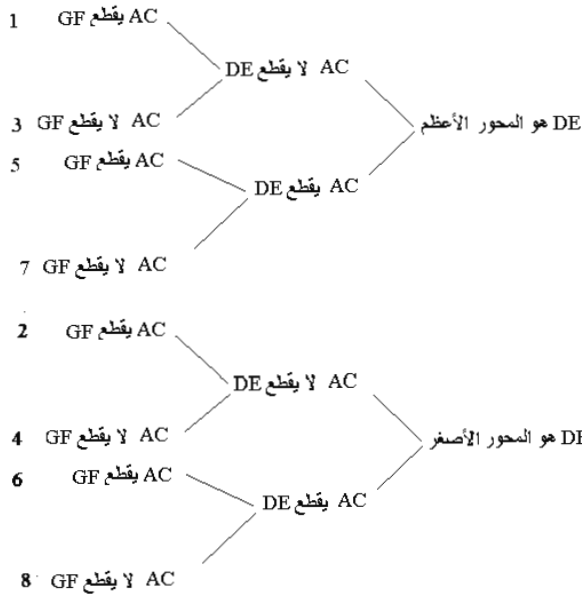 1 AC يقطع GF
AC لا يقطع DE
3 AC لا يقطع GF
DE هو المحور الأعظم
5 AC يقطع GF
AC يقطع DE
7 AC لا يقطع GF
2 AC يقطع GF
AC لا يقطع DE
4 AC لا يقطع GF
DE هو المحور الأصغر
6 AC يقطع GF
AC يقطع DE
8 AC لا يقطع GF